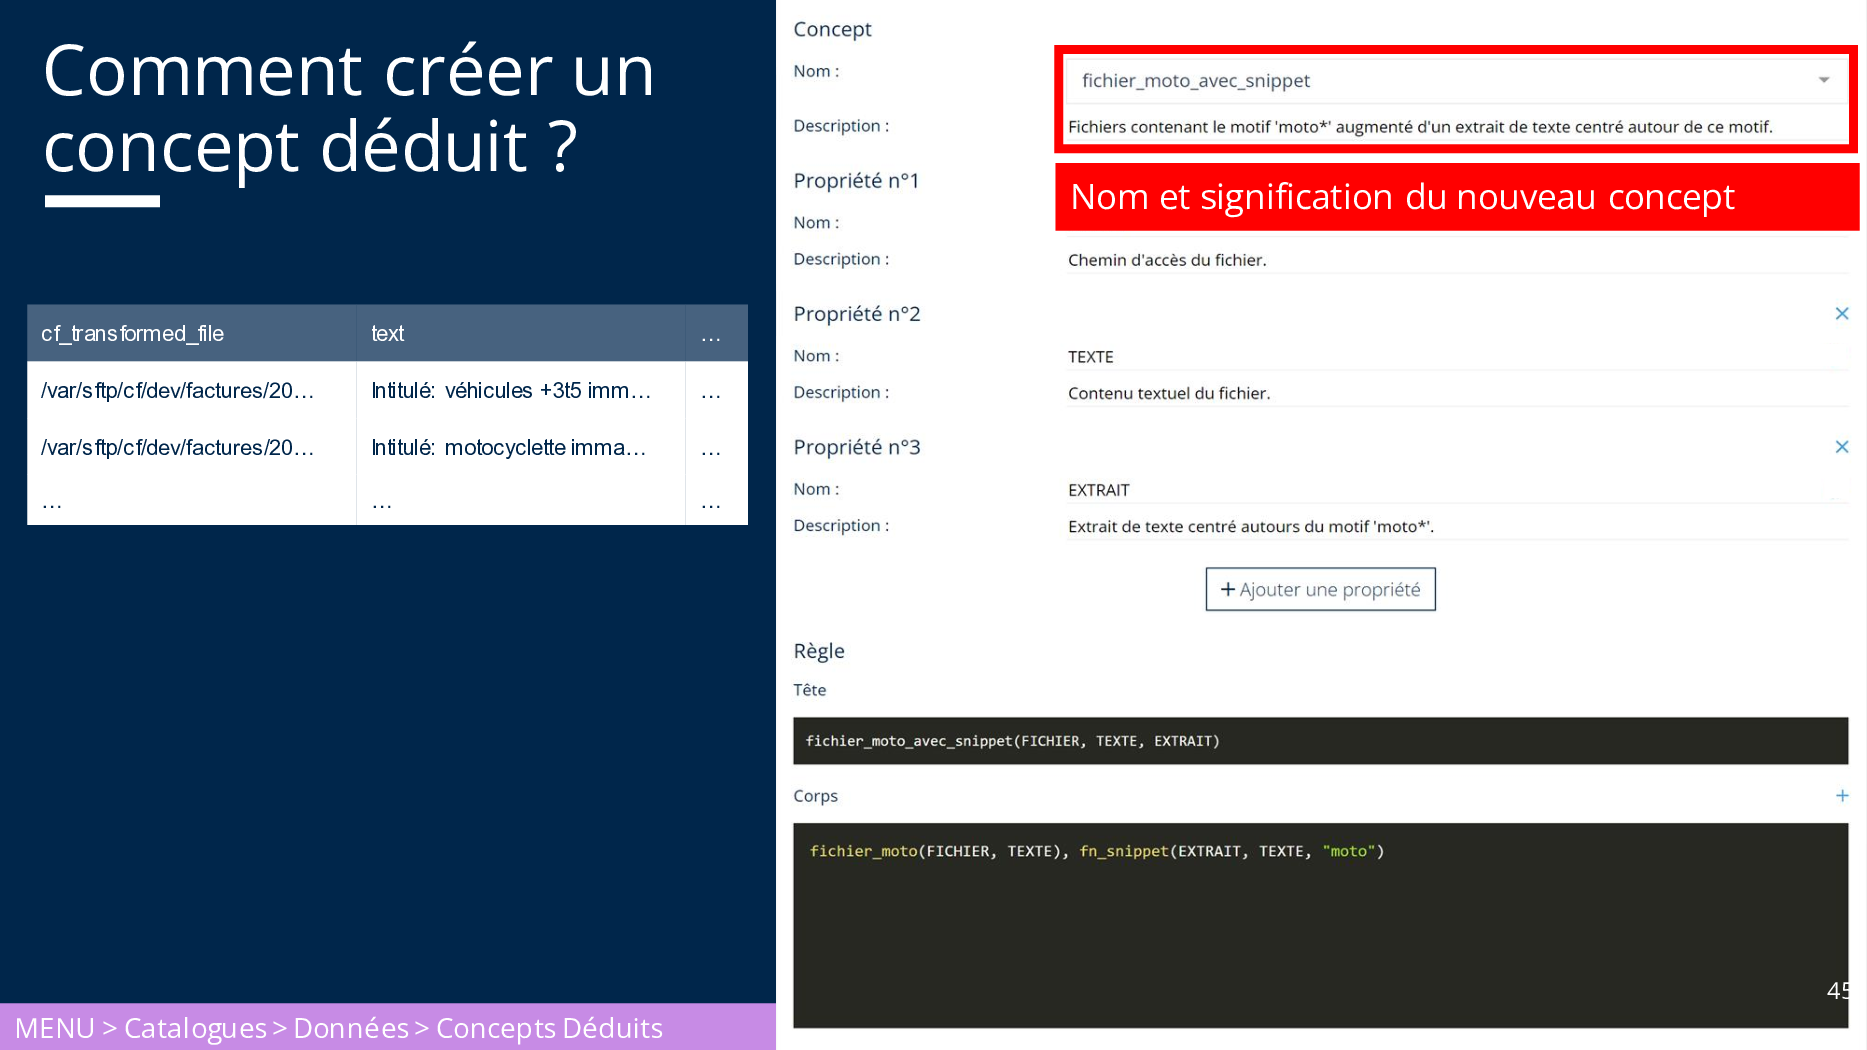 Comment créer un
concept déduit ?
cf_transformed_file text ...
/var/sftp/cf/dev/factures/20... Intitulé: véhicules +3t5 imm... ...
/var/sftp/cf/dev/factures/20... Intitulé: motocyclette imma... ...
... ... ...
MENU > Catalogues > Données > Concepts Déduits
Concept
Nom : fichier_moto_avec_snippet
Description : Fichiers contenant le motif 'moto*' augmenté d'un extrait de texte centré autour de ce motif.
Nom et signification du nouveau concept
Propriété n°1
Nom :
Description : Chemin d'accès du fichier.
Propriété n°2
Nom : TEXTE
Description : Contenu textuel du fichier.
Propriété n°3
Nom : EXTRAIT
Description : Extrait de texte centré autours du motif 'moto*'.
+ Ajouter une propriété
Règle
Tête
fichier_moto_avec_snippet(FICHIER, TEXTE, EXTRAIT)
Corps
fichier_moto(FICHIER, TEXTE), fn_snippet(EXTRAIT, TEXTE, "moto")
45